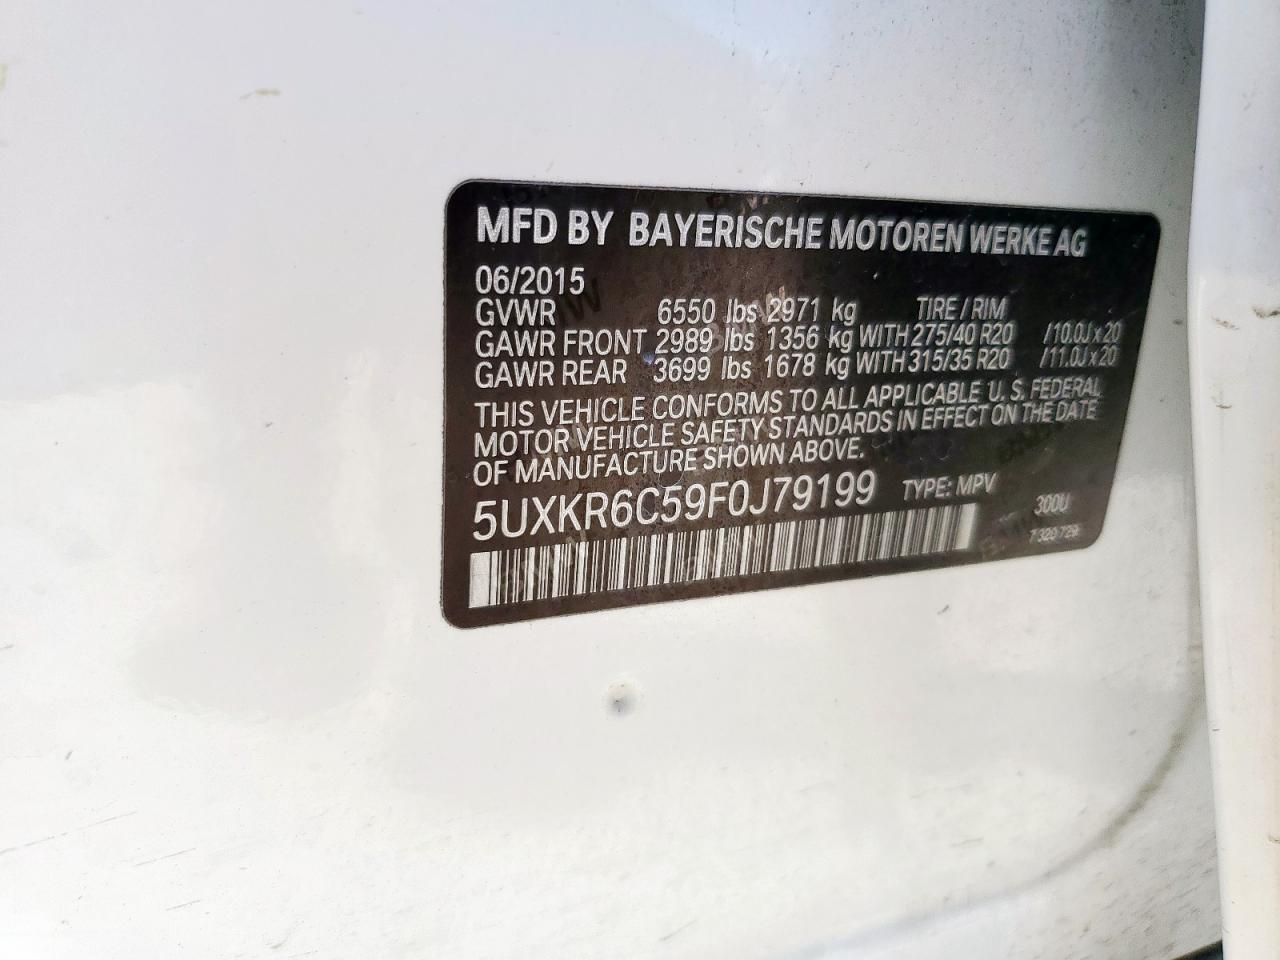 MFD BY BAYERISCHE MOTOREN WERKE AG
06/2015
GVWR 6550 lbs 2971 kg TIRE / RIM
GAWR FRONT 2989 lbs 1356 kg WITH 275/40 R20 /10.0J x 20
GAWR REAR 3699 lbs 1678 kg WITH 315/35 R20 /11.0J x 20
THIS VEHICLE CONFORMS TO ALL APPLICABLE U. S. FEDERAL
MOTOR VEHICLE SAFETY STANDARDS IN EFFECT ON THE DATE
OF MANUFACTURE SHOWN ABOVE.
5UXKR6C59F0J79199 TYPE: MPV
300U
7 320 729